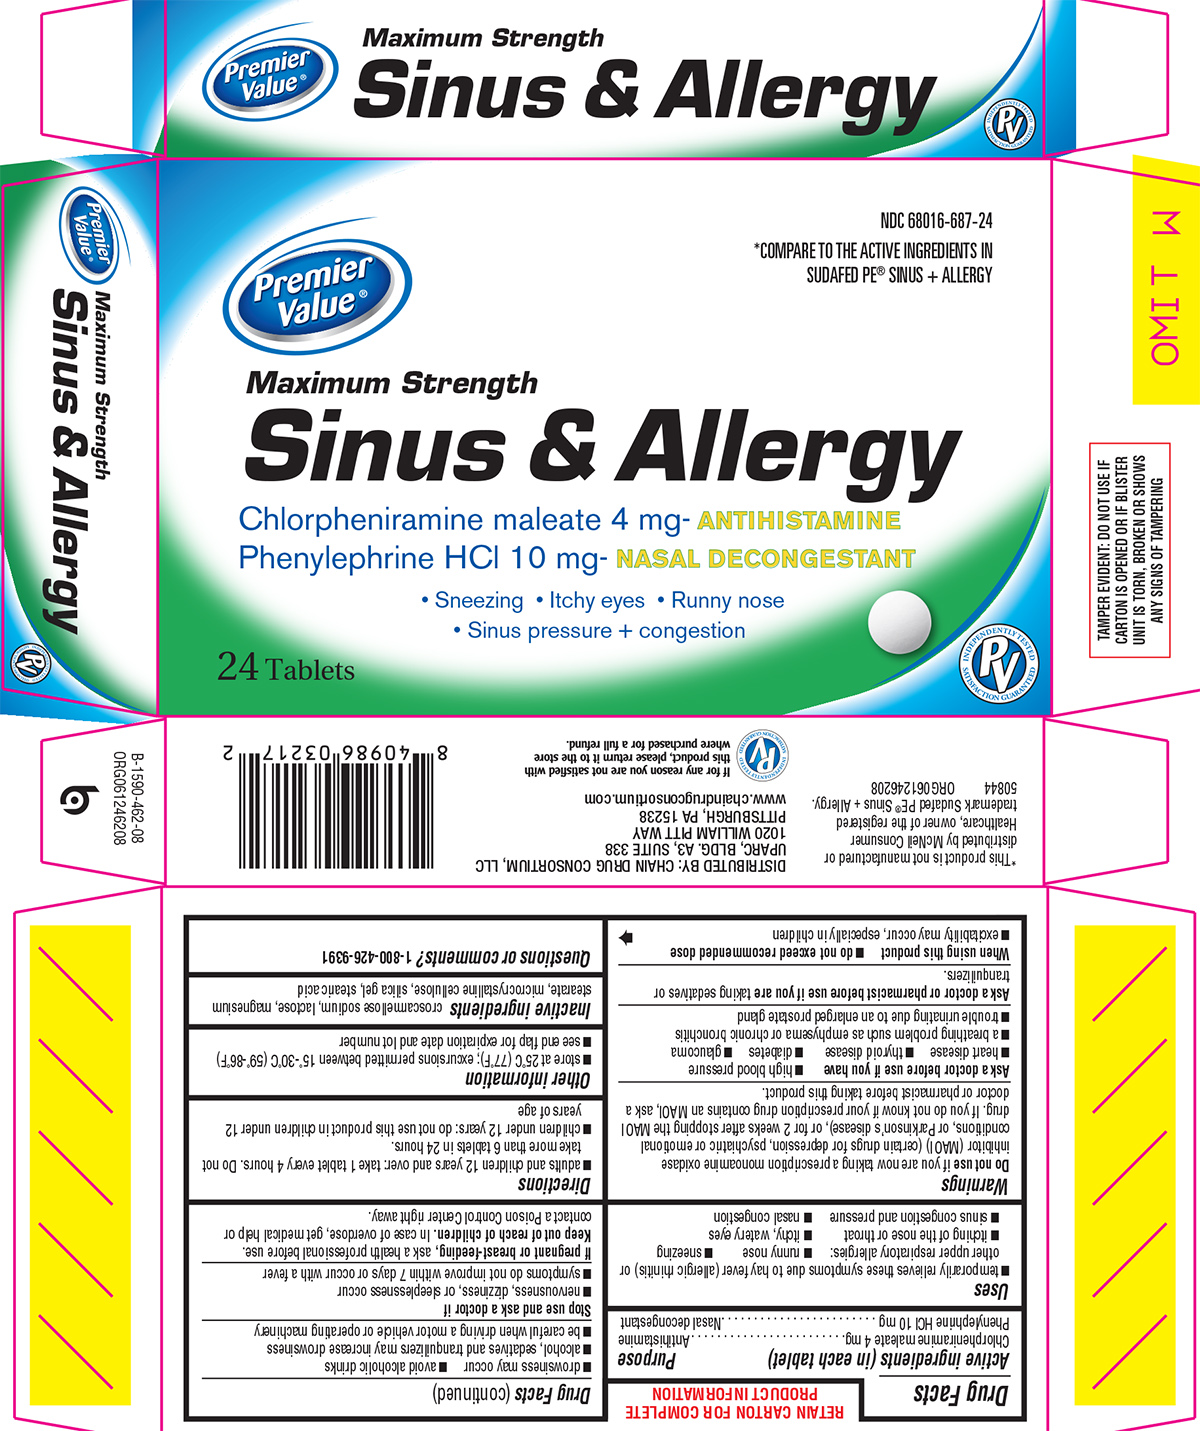 Premier
Value®
Maximum Strength
Sinus & Allergy
INDEPENDENTLY TESTED
PV
SATISFACTION GUARANTEED
Premier
Value®
Maximum Strength
Sinus & Allergy
PV
NDC 68016-687-24
*COMPARE TO THE ACTIVE INGREDIENTS IN
SUDAFED PE® SINUS + ALLERGY
Premier
Value®
Maximum Strength
Sinus & Allergy
Chlorpheniramine maleate 4 mg- ANTIHISTAMINE
Phenylephrine HCl 10 mg- NASAL DECONGESTANT
• Sneezing • Itchy eyes • Runny nose
• Sinus pressure + congestion
24 Tablets
INDEPENDENTLY TESTED
PV
SATISFACTION GUARANTEED
OMIT W
TAMPER EVIDENT: DO NOT USE IF
CARTON IS OPENED OR IF BLISTER
UNIT IS TORN, BROKEN OR SHOWS
ANY SIGNS OF TAMPERING
B-1590-462-08
ORG061246208
b
*This product is not manufactured or
distributed by McNeil Consumer
Healthcare, owner of the registered
trademark Sudafed PE® Sinus + Allergy.
50844 ORG061246208
DISTRIBUTED BY: CHAIN DRUG CONSORTIUM, LLC
UPARC, BLDG. A3, SUITE 338
1020 WILLIAM PITT WAY
PITTSBURGH, PA 15238
www.chaindrugconsortium.com
PV
If for any reason you are not satisfied with
this product, please return it to the store
where purchased for a full refund.
8 40986 03217 2
RETAIN CARTON FOR COMPLETE
PRODUCT INFORMATION
Drug Facts
Active ingredients (in each tablet) Purpose
Chlorpheniramine maleate 4 mg........................Antihistamine
Phenylephrine HCl 10 mg........................Nasal decongestant
Uses
■ temporarily relieves these symptoms due to hay fever (allergic rhinitis) or
other upper respiratory allergies: ■ runny nose ■ sneezing
■ itching of the nose or throat ■ itchy, watery eyes
■ sinus congestion and pressure ■ nasal congestion
Warnings
Do not use if you are now taking a prescription monoamine oxidase
inhibitor (MAOI) (certain drugs for depression, psychiatric or emotional
conditions, or Parkinson's disease), or for 2 weeks after stopping the MAOI
drug. If you do not know if your prescription drug contains an MAOI, ask a
doctor or pharmacist before taking this product.
Ask a doctor before use if you have ■ high blood pressure
■ heart disease ■ thyroid disease ■ diabetes ■ glaucoma
■ a breathing problem such as emphysema or chronic bronchitis
■ trouble urinating due to an enlarged prostate gland
Ask a doctor or pharmacist before use if you are taking sedatives or
tranquilizers.
When using this product ■ do not exceed recommended dose
■ excitability may occur, especially in children
Drug Facts (continued)
■ drowsiness may occur ■ avoid alcoholic drinks
■ alcohol, sedatives and tranquilizers may increase drowsiness
■ be careful when driving a motor vehicle or operating machinery
Stop use and ask a doctor if
■ nervousness, dizziness, or sleeplessness occur
■ symptoms do not improve within 7 days or occur with a fever
If pregnant or breast-feeding, ask a health professional before use.
Keep out of reach of children. In case of overdose, get medical help or
contact a Poison Control Center right away.
Directions
■ adults and children 12 years and over: take 1 tablet every 4 hours. Do not
take more than 6 tablets in 24 hours.
■ children under 12 years: do not use this product in children under 12
years of age
Other information
■ store at 25°C (77°F); excursions permitted between 15°-30°C (59°-86°F)
■ see end flap for expiration date and lot number
Inactive ingredients croscarmellose sodium, lactose, magnesium
stearate, microcrystalline cellulose, silica gel, stearic acid
Questions or comments? 1-800-426-9391